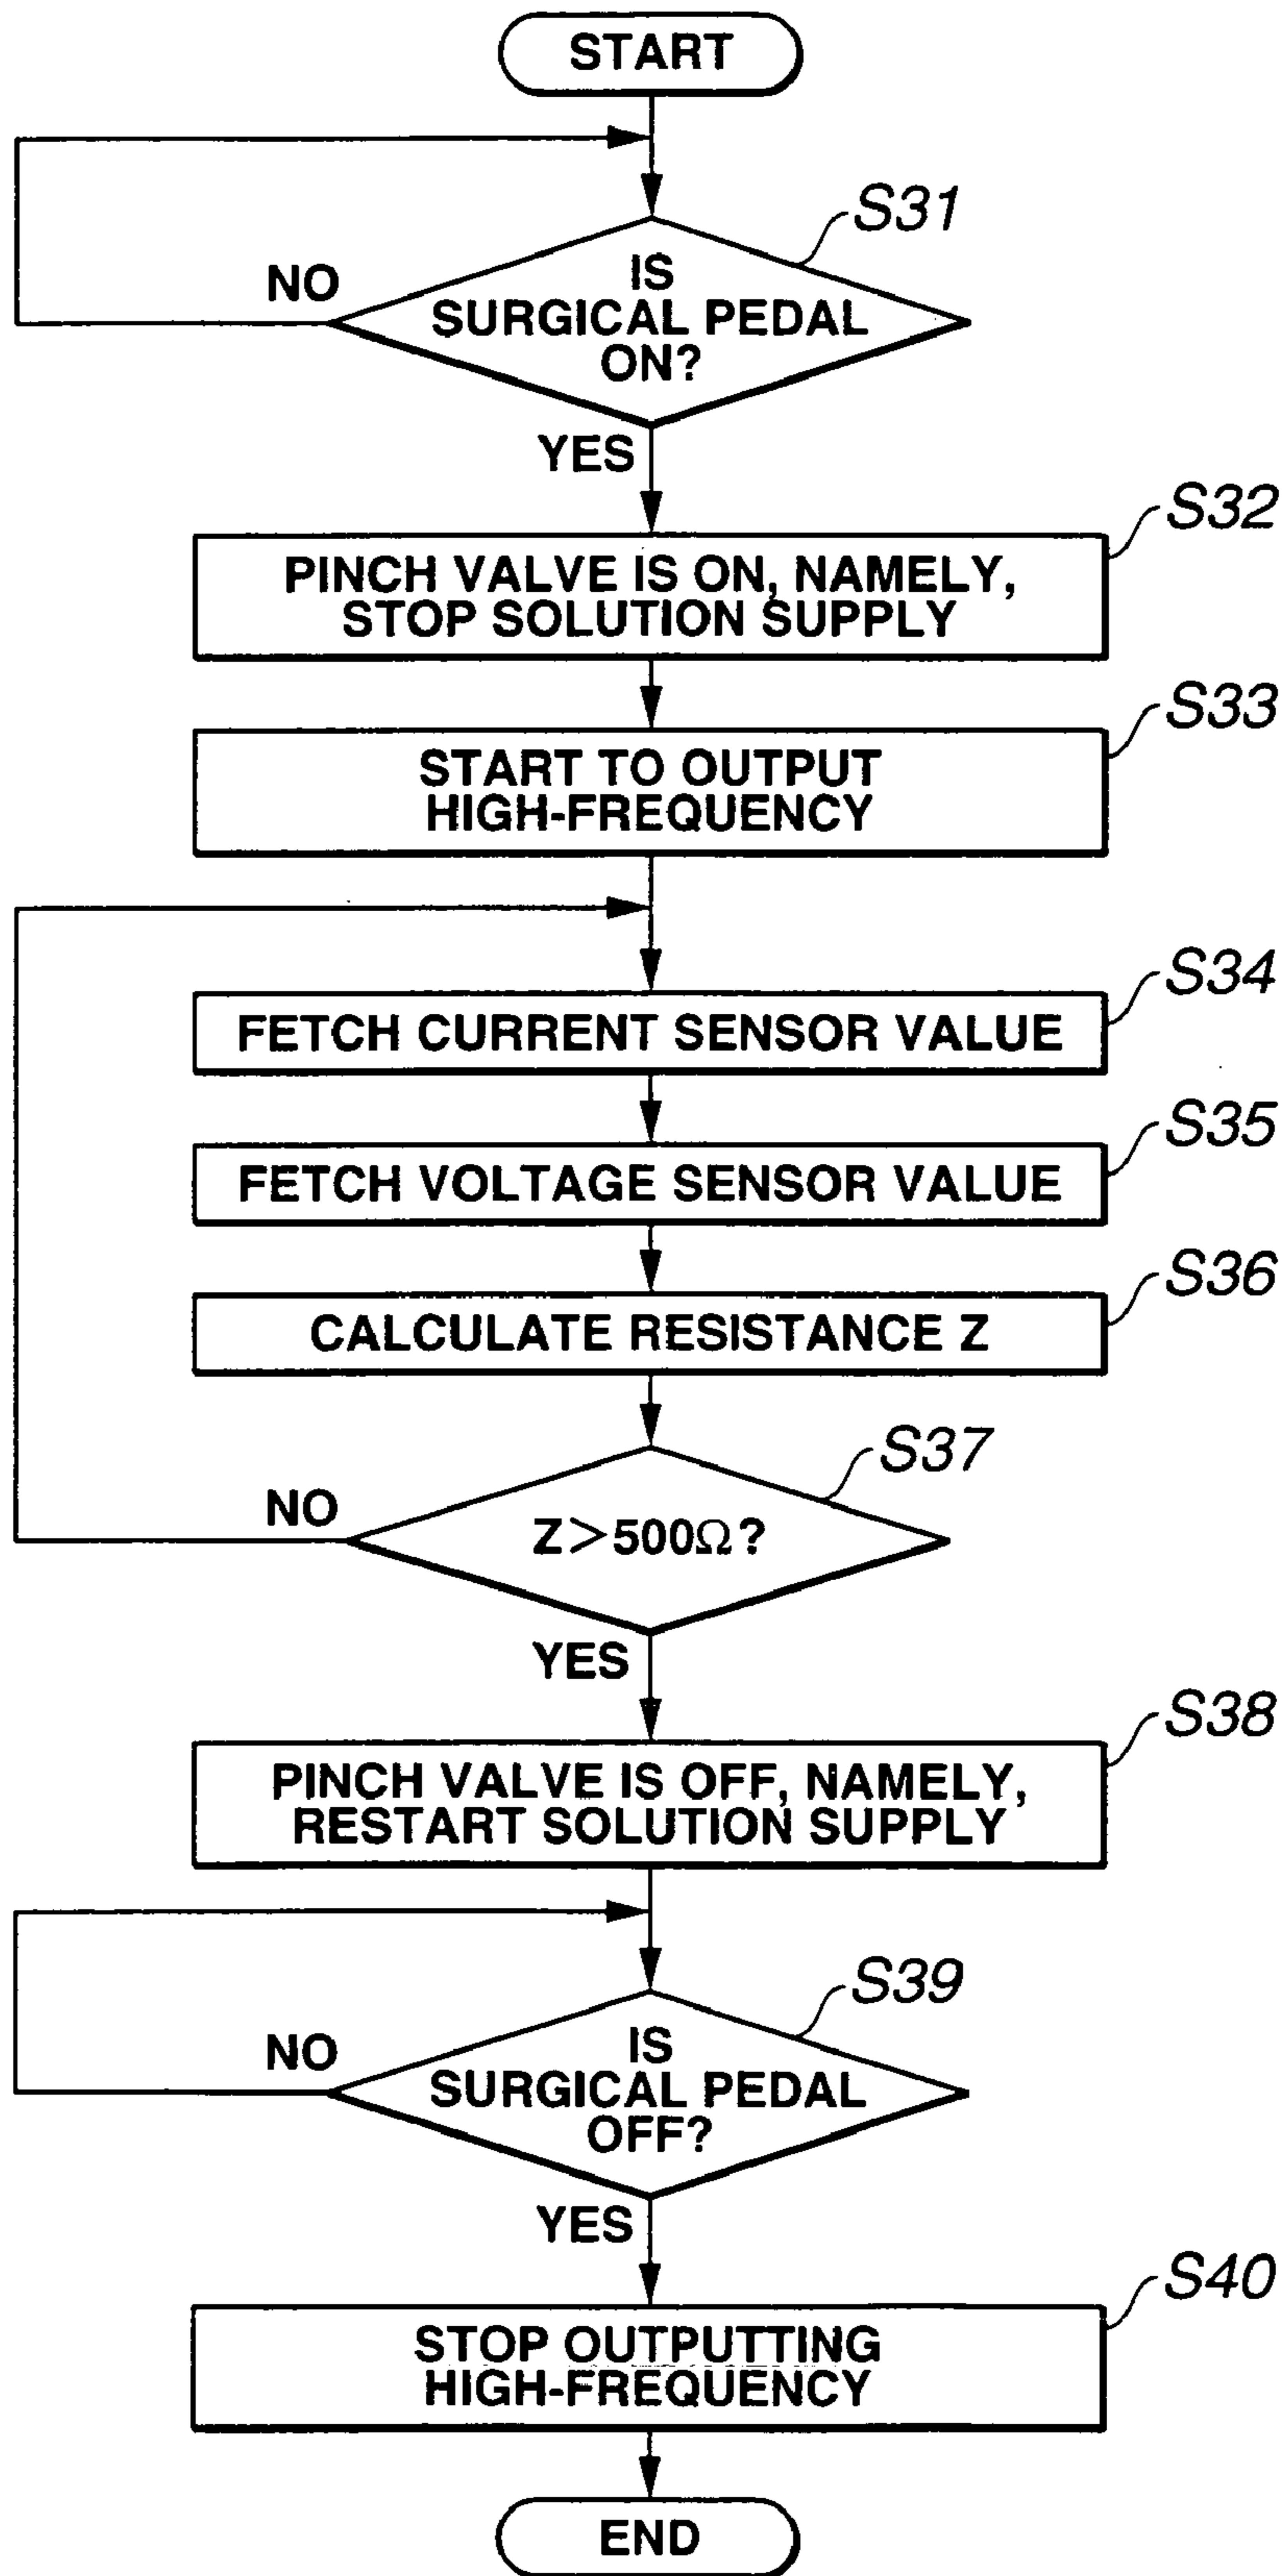 START
S31
NO
IS
SURGICAL PEDAL
ON?
YES
S32
PINCH VALVE IS ON, NAMELY,
STOP SOLUTION SUPPLY
S33
START TO OUTPUT
HIGH-FREQUENCY
S34
FETCH CURRENT SENSOR VALUE
S35
FETCH VOLTAGE SENSOR VALUE
S36
CALCULATE RESISTANCE Z
S37
NO
Z>500Ω?
YES
S38
PINCH VALVE IS OFF, NAMELY,
RESTART SOLUTION SUPPLY
S39
NO
IS
SURGICAL PEDAL
OFF?
YES
S40
STOP OUTPUTTING
HIGH-FREQUENCY
END